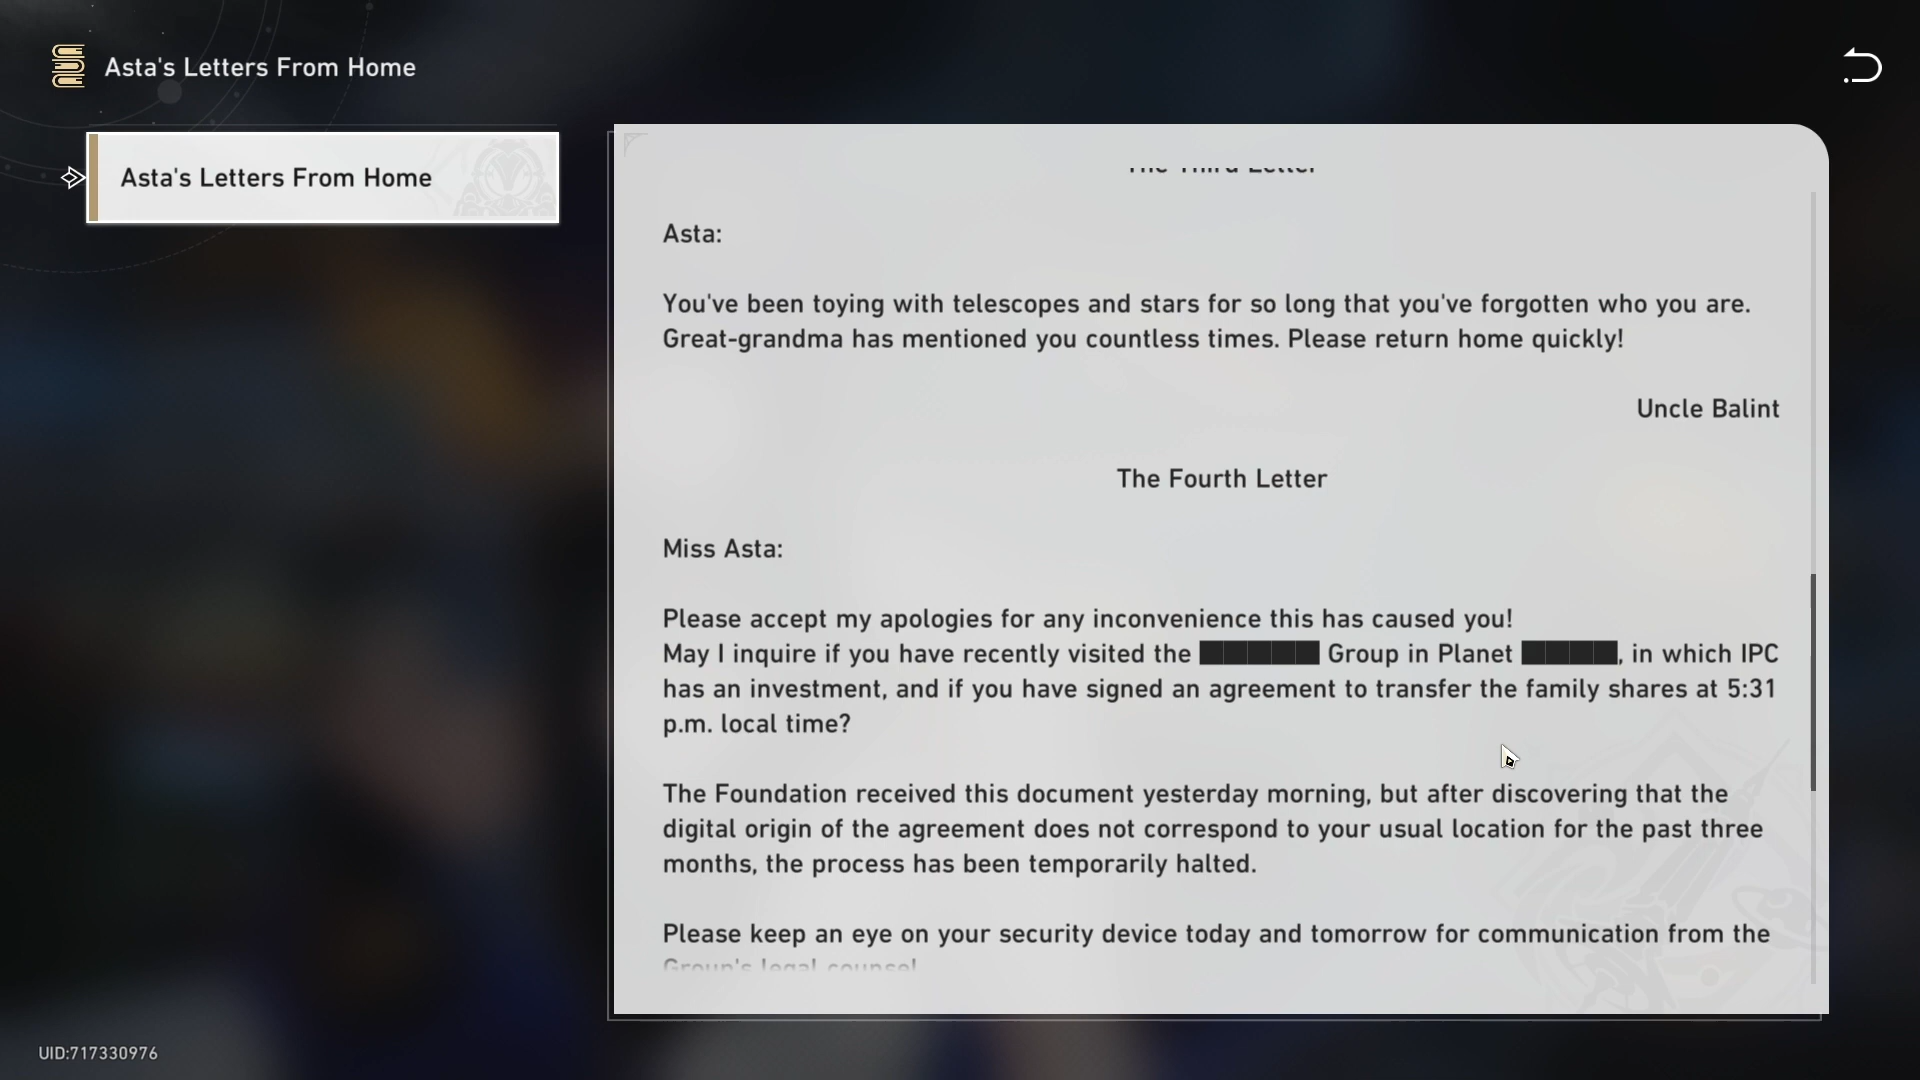 Asta's Letters From Home
Asta's Letters From Home
The Third Letter
Asta:
You've been toying with telescopes and stars for so long that you've forgotten who you are.
Great-grandma has mentioned you countless times. Please return home quickly!
Uncle Balint
The Fourth Letter
Miss Asta:
Please accept my apologies for any inconvenience this has caused you!
May I inquire if you have recently visited the █████ Group in Planet ████, in which IPC
has an investment, and if you have signed an agreement to transfer the family shares at 5:31
p.m. local time?
The Foundation received this document yesterday morning, but after discovering that the
digital origin of the agreement does not correspond to your usual location for the past three
months, the process has been temporarily halted.
Please keep an eye on your security device today and tomorrow for communication from the
Group's legal counsel
UID:717330976